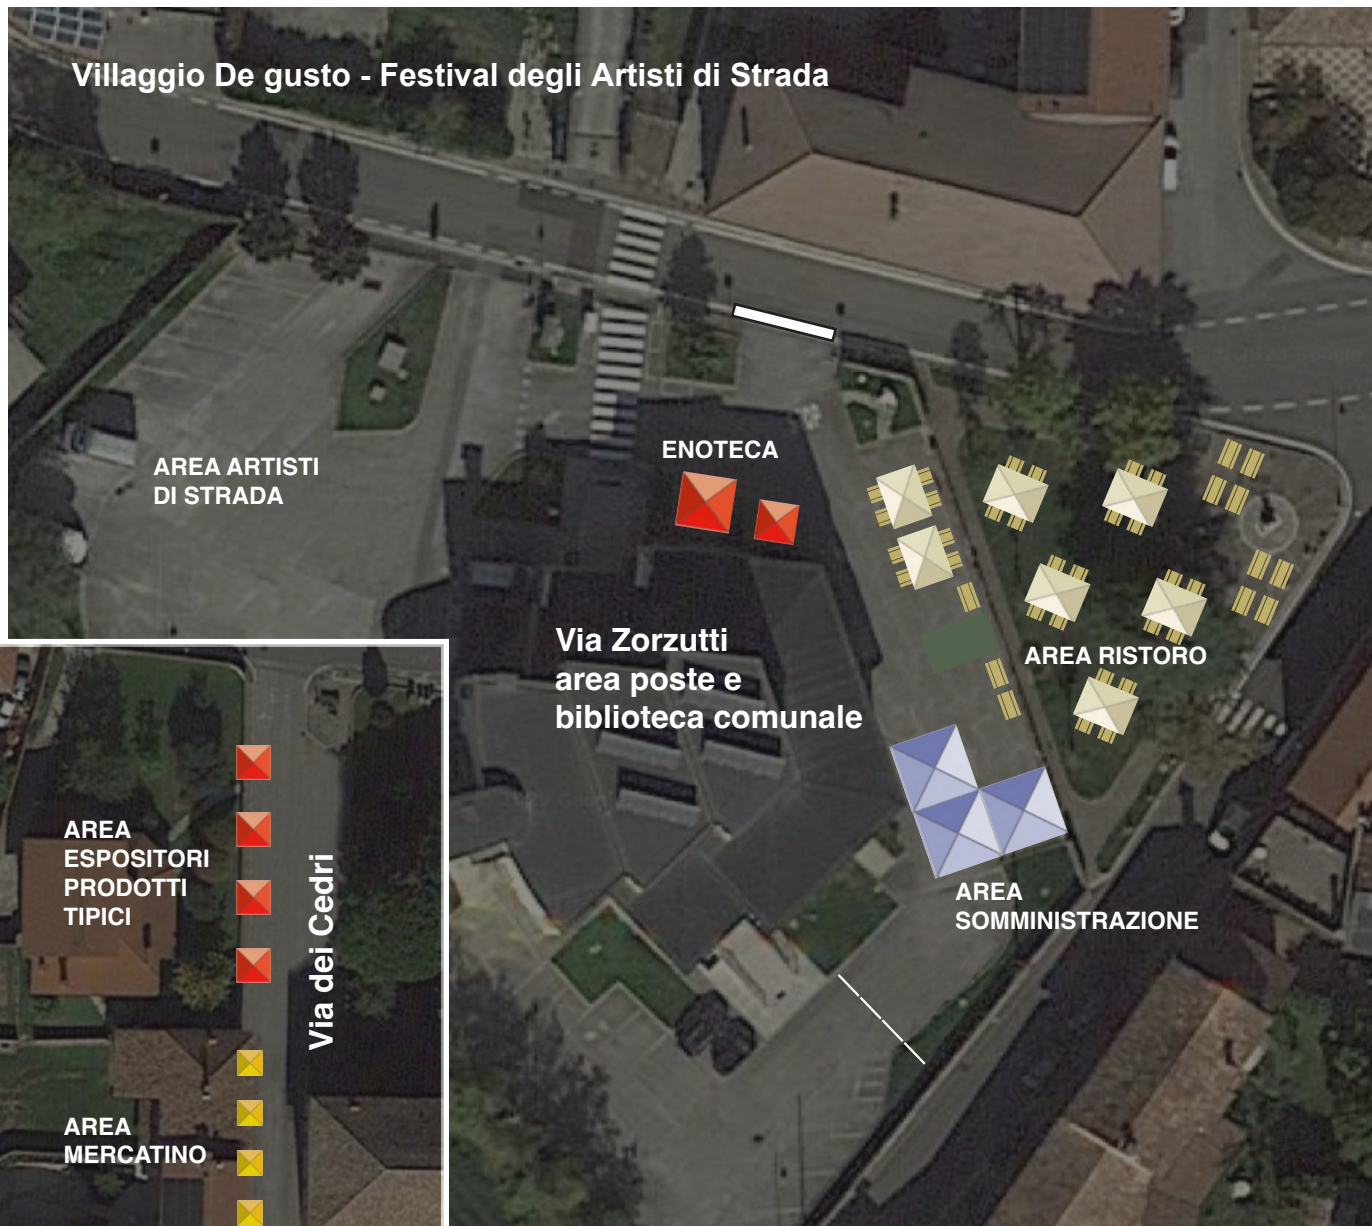 Villaggio De gusto - Festival degli Artisti di Strada
ENOTECA
AREA ARTISTI
DI STRADA
Via Zorzutti
area poste e
biblioteca comunale
AREA RISTORO
AREA
SOMMINISTRAZIONE
AREA
ESPOSITORI
PRODOTTI
TIPICI
Via dei Cedri
AREA
MERCATINO